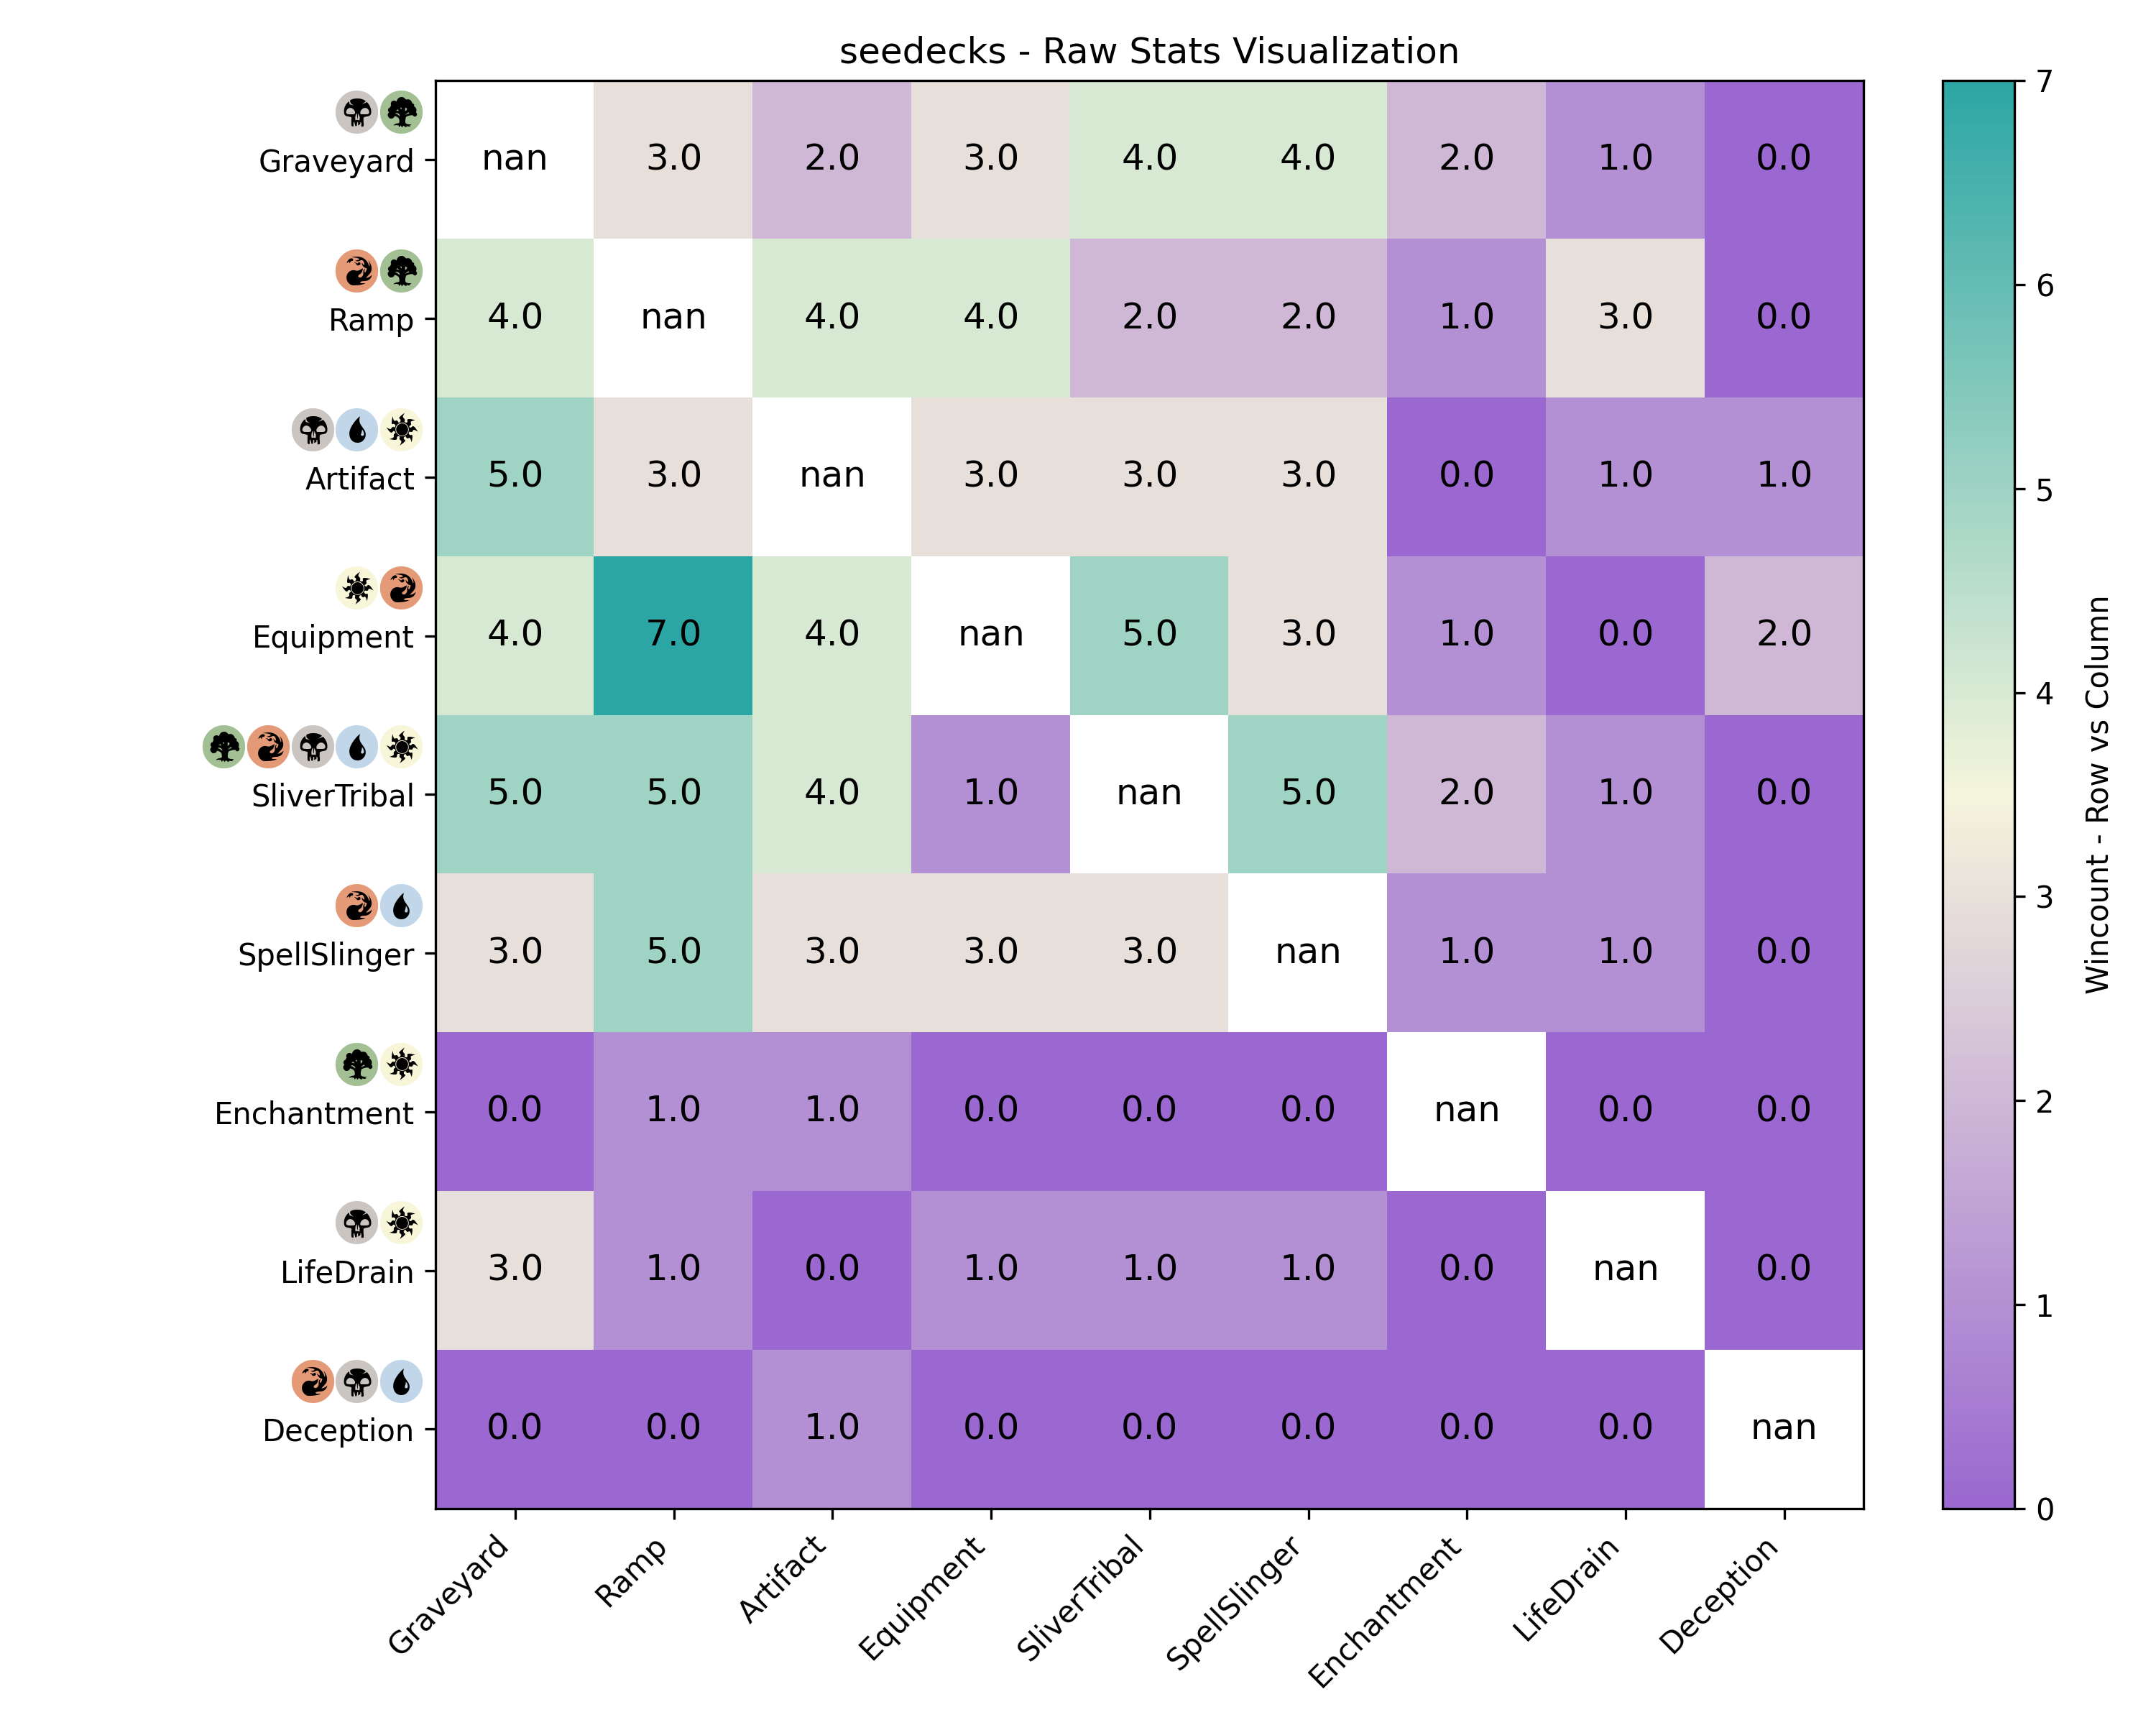 seedecks - Raw Stats Visualization
Graveyard nan 3.0 2.0 3.0 4.0 4.0 2.0 1.0 0.0
Ramp 4.0 nan 4.0 4.0 2.0 2.0 1.0 3.0 0.0
Artifact 5.0 3.0 nan 3.0 3.0 3.0 0.0 1.0 1.0
Equipment 4.0 7.0 4.0 nan 5.0 3.0 1.0 0.0 2.0
SliverTribal 5.0 5.0 4.0 1.0 nan 5.0 2.0 1.0 0.0
SpellSlinger 3.0 5.0 3.0 3.0 3.0 nan 1.0 1.0 0.0
Enchantment 0.0 1.0 1.0 0.0 0.0 0.0 nan 0.0 0.0
LifeDrain 3.0 1.0 0.0 1.0 1.0 1.0 0.0 nan 0.0
Deception 0.0 0.0 1.0 0.0 0.0 0.0 0.0 0.0 nan
Graveyard Ramp Artifact Equipment SliverTribal SpellSlinger Enchantment LifeDrain Deception
7
6
5
4
3
2
1
0
Wincount - Row vs Column